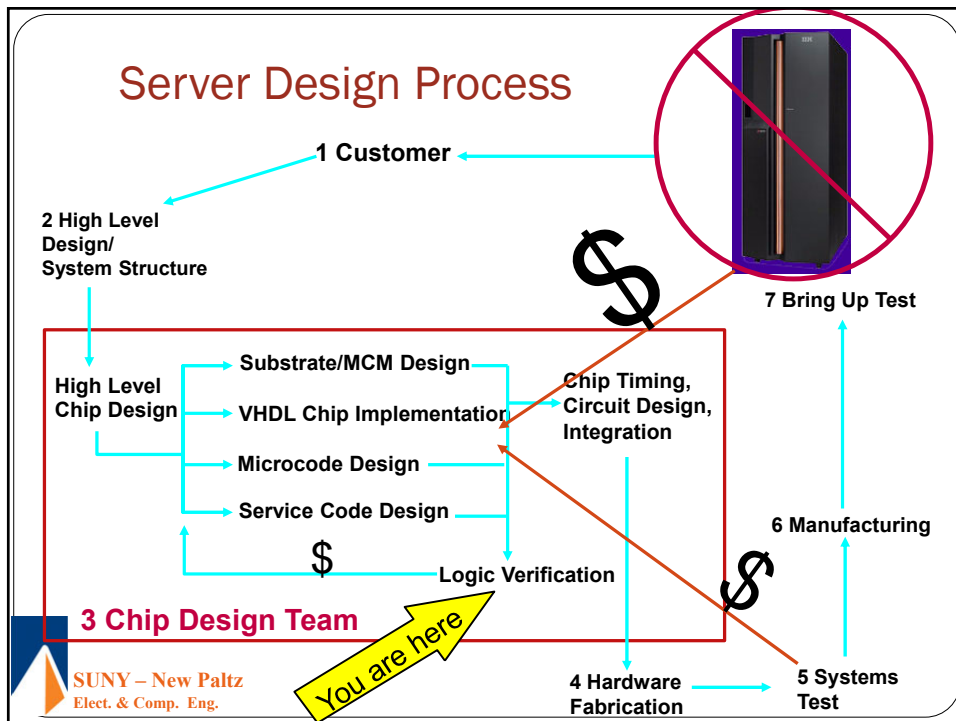 Server Design Process
IBM
1 Customer
2 High Level
Design/
System Structure
$
7 Bring Up Test
High Level
Chip Design
Substrate/MCM Design
VHDL Chip Implementation
Microcode Design
Service Code Design
Chip Timing,
Circuit Design,
Integration
$
Logic Verification
6 Manufacturing
$
3 Chip Design Team
You are here
SUNY – New Paltz
Elect. & Comp. Eng.
4 Hardware
Fabrication
5 Systems
Test